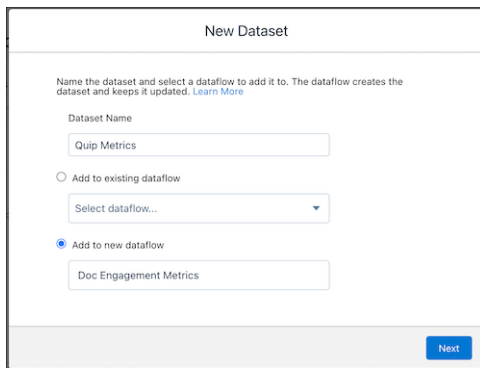 New Dataset
Name the dataset and select a dataflow to add it to. The dataflow creates the
dataset and keeps it updated. Learn More
Dataset Name
Quip Metrics
Add to existing dataflow
Select dataflow...
Add to new dataflow
Doc Engagement Metrics
Next